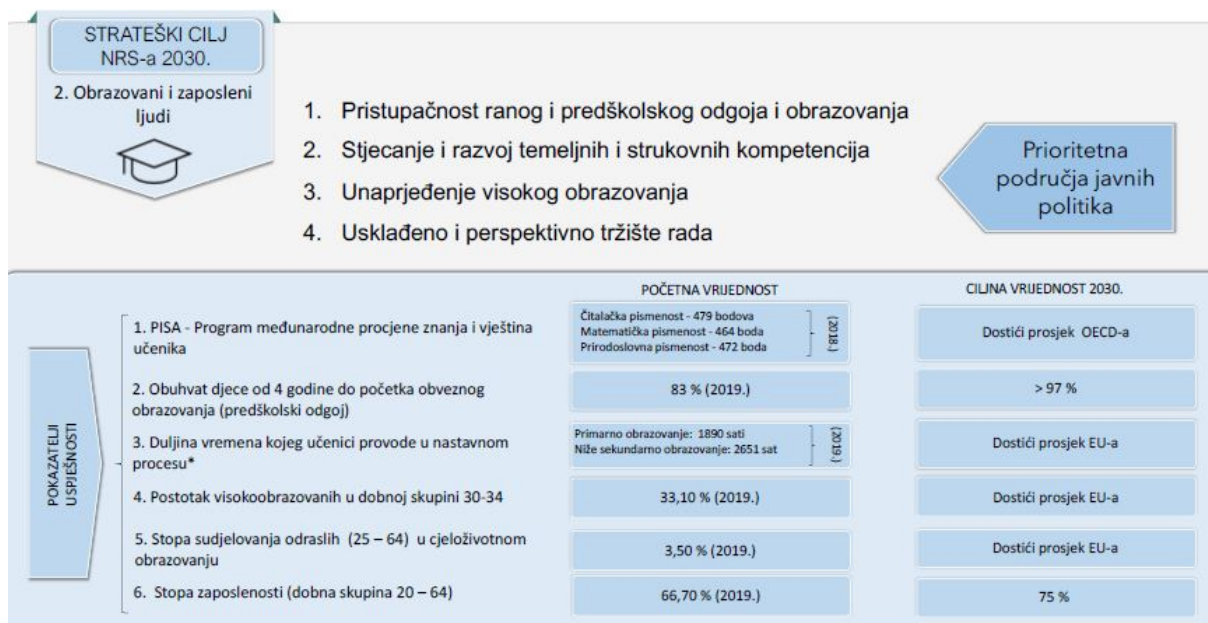 STRATEŠKI CILJ
NRS-a 2030.
2. Obrazovani i zaposleni
ljudi
1. Pristupačnost ranog i predškolskog odgoja i obrazovanja
2. Stjecanje i razvoj temeljnih i strukovnih kompetencija
3. Unaprjeđenje visokog obrazovanja
4. Usklađeno i perspektivno tržište rada
Prioritetna
područja javnih
politika
POČETNA VRIJEDNOST
CILJNA VRIJEDNOST 2030.
POKAZATELJI
USPJEŠNOSTI
1. PISA - Program međunarodne procjene znanja i vještina
učenika
Čitalačka pismenost - 479 bodova
Matematička pismenost - 464 boda
Prirodoslovna pismenost - 472 boda
(2018.)
Dostići prosjek OECD-a
2. Obuhvat djece od 4 godine do početka obveznog
obrazovanja (predškolski odgoj)
83 % (2019.)
> 97 %
3. Duljina vremena kojeg učenici provode u nastavnom
procesu*
Primarno obrazovanje: 1890 sati
Niže sekundarno obrazovanje: 2651 sat
(2019.)
Dostići prosjek EU-a
4. Postotak visokoobrazovanih u dobnoj skupini 30-34
33,10 % (2019.)
Dostići prosjek EU-a
5. Stopa sudjelovanja odraslih (25 – 64) u cjeloživotnom
obrazovanju
3,50 % (2019.)
Dostići prosjek EU-a
6. Stopa zaposlenosti (dobna skupina 20 – 64)
66,70 % (2019.)
75 %